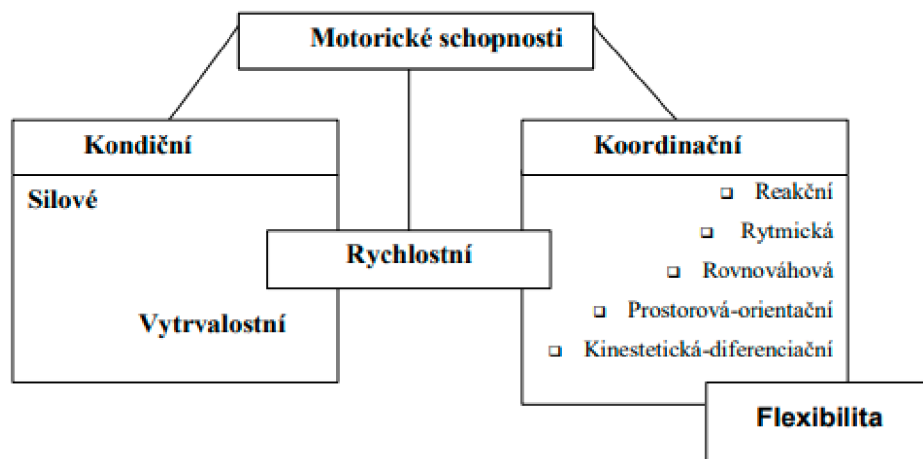 Motorické schopnosti
Kondiční
Silové
Vytrvalostní
Rychlostní
Koordinační
❑ Reakční
❑ Rytmická
❑ Rovnováhová
❑ Prostorová-orientační
❑ Kinestetická-diferenciační
Flexibilita